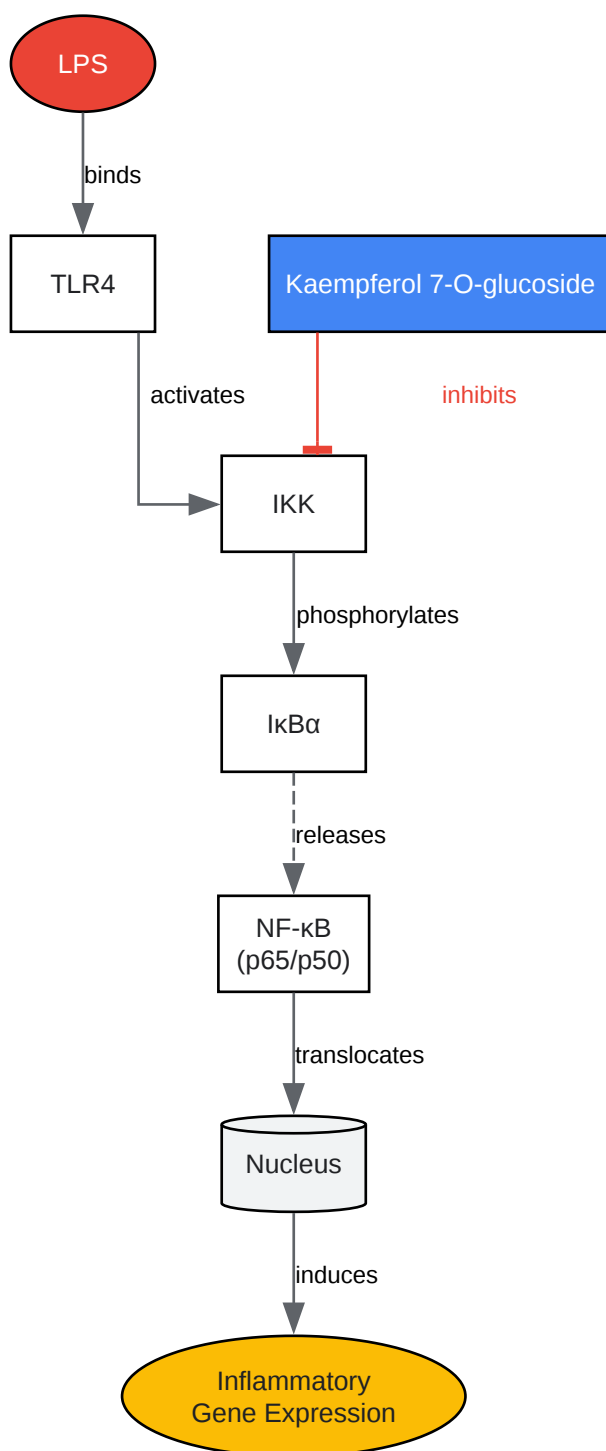 LPS
binds
TLR4
Kaempferol 7-O-glucoside
activates
inhibits
IKK
phosphorylates
IκBα
releases
NF-κB
(p65/p50)
translocates
Nucleus
induces
Inflammatory
Gene Expression